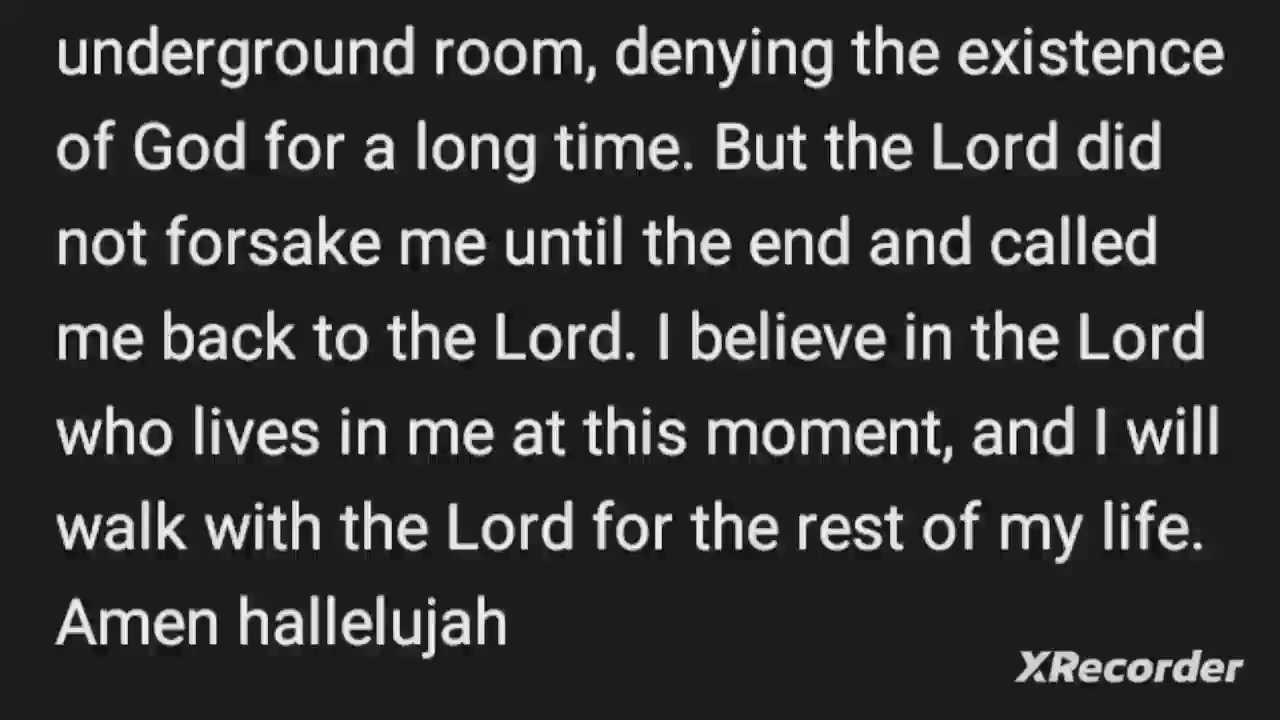 underground room, denying the existence
of God for a long time. But the Lord did
not forsake me until the end and called
me back to the Lord. I believe in the Lord
who lives in me at this moment, and I will
walk with the Lord for the rest of my life.
Amen hallelujah
XRecorder